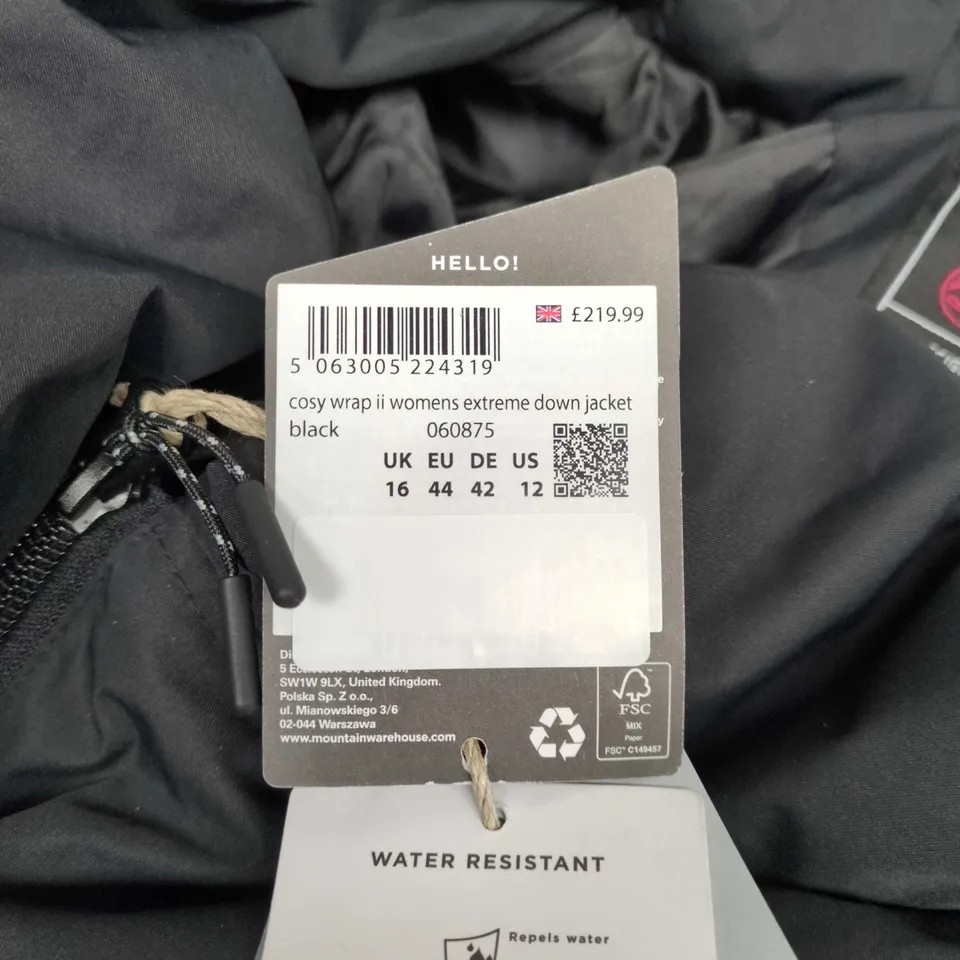 HELLO!
£219.99
5 063005 224319
cosy wrap ii womens extreme down jacket
black 060875
UK EU DE US
16 44 42 12
SW1W 9LX, United Kingdom.
Polska Sp. Z o.o.,
ul. Mianowskiego 3/6
02-044 Warszawa
www.mountainwarehouse.com
FSC
MIX
Paper
FSC® C149457
WATER RESISTANT
Repels water